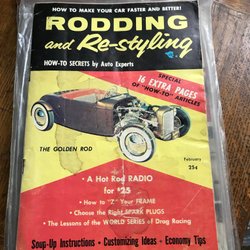 HOW TO MAKE YOUR CAR FASTER AND BETTER!
RODDING
and Re-styling
HOW-TO SECRETS by Auto Experts
SPECIAL
16 EXTRA PAGES
OF "HOW-TO" ARTICLES
THE GOLDEN ROD
February
25¢
• A Hot Rod RADIO
for $25
• How to "Z" Your FRAME
• Choose the Right SPARK PLUGS
• The Lessons of the WORLD SERIES of Drag Racing
Soup-Up Instructions • Customizing Ideas • Economy Tips